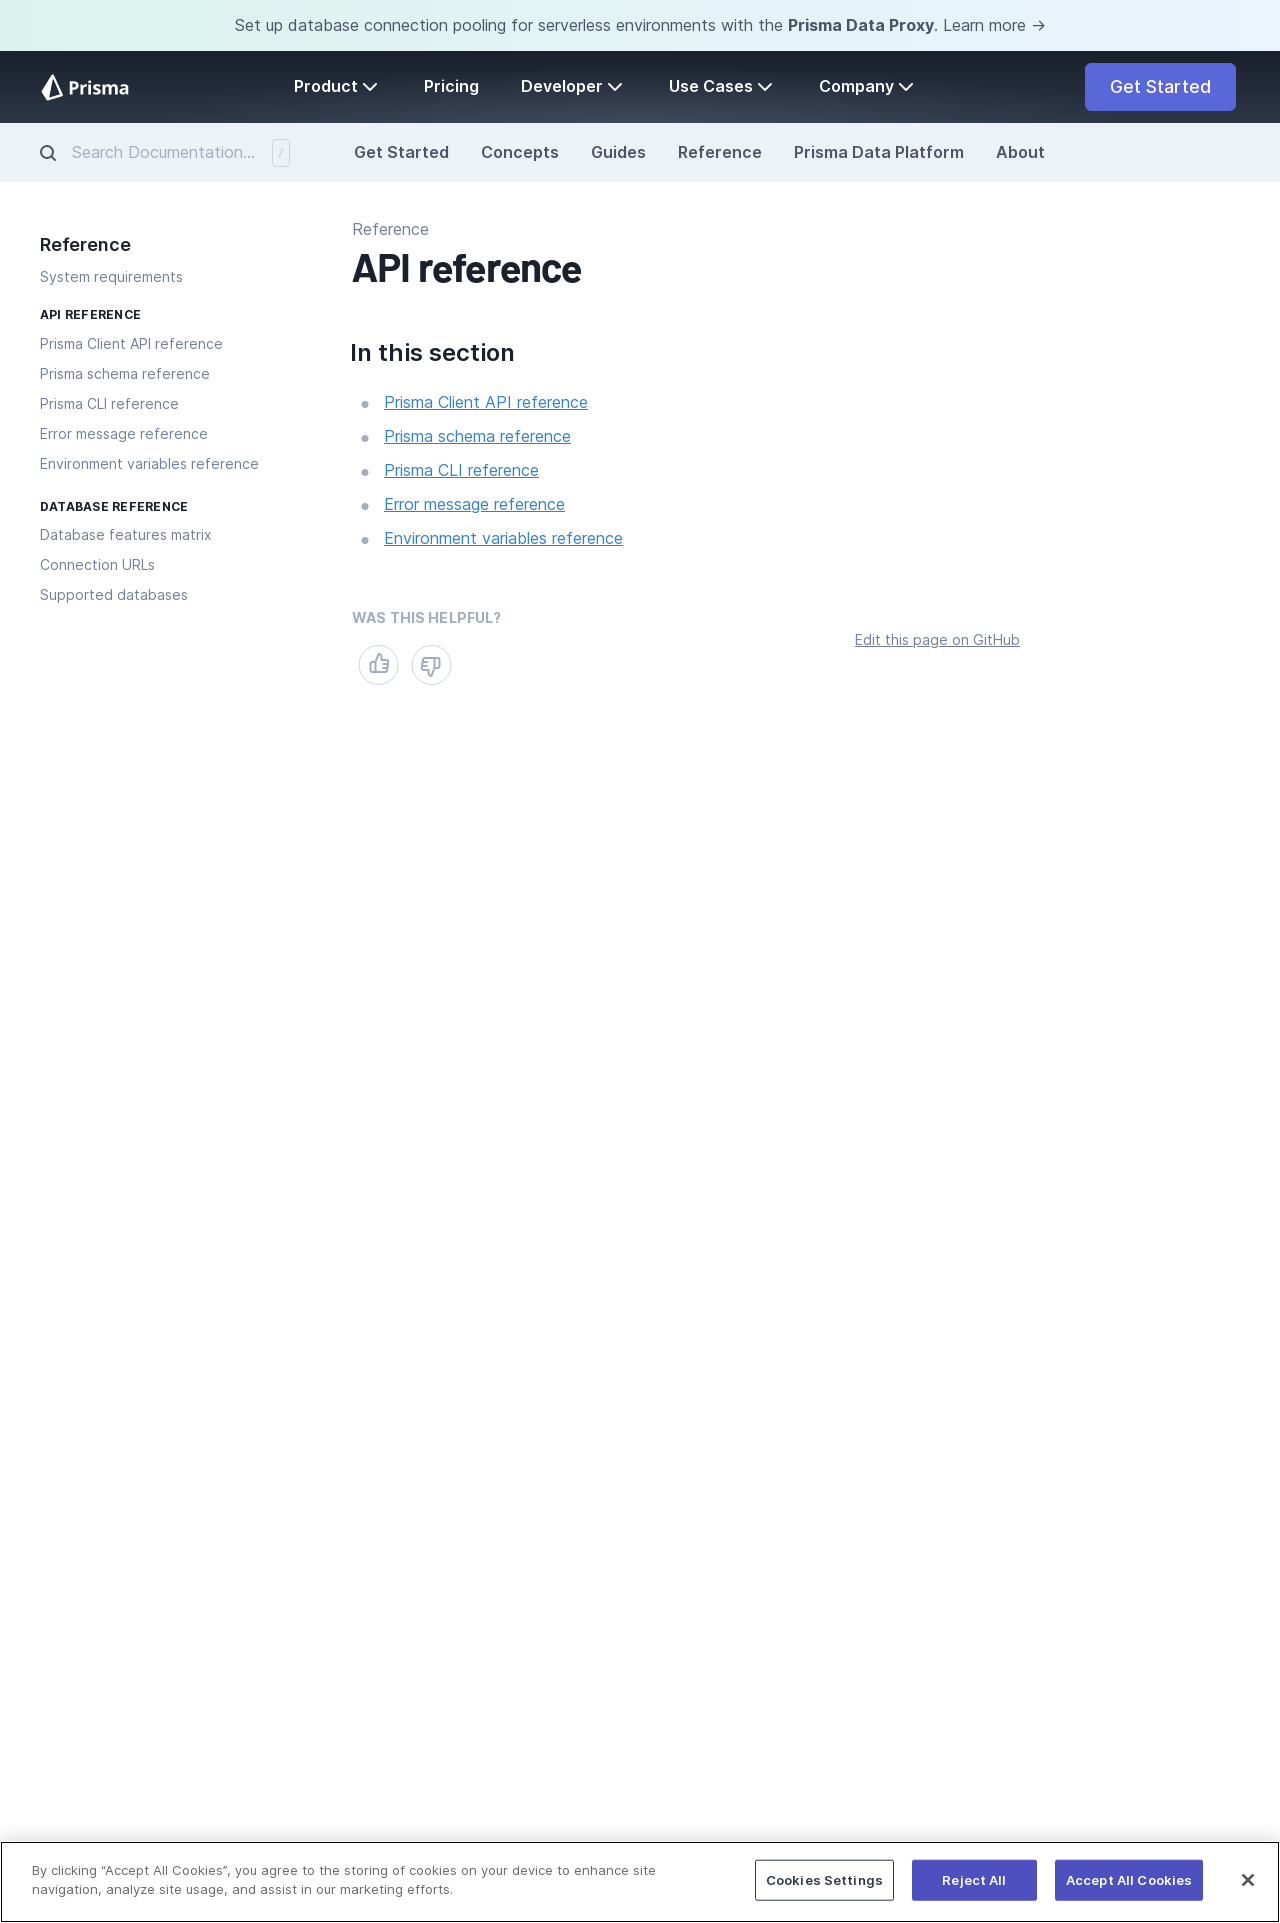 Set up database connection pooling for serverless environments with the Prisma Data Proxy. Learn more →
Prisma
Product
Pricing
Developer
Use Cases
Company
Get Started
Search Documentation...
/
Get Started
Concepts
Guides
Reference
Prisma Data Platform
About
Reference
System requirements
API REFERENCE
Prisma Client API reference
Prisma schema reference
Prisma CLI reference
Error message reference
Environment variables reference
DATABASE REFERENCE
Database features matrix
Connection URLs
Supported databases
Reference
API reference
In this section
Prisma Client API reference
Prisma schema reference
Prisma CLI reference
Error message reference
Environment variables reference
WAS THIS HELPFUL?
Edit this page on GitHub
By clicking “Accept All Cookies”, you agree to the storing of cookies on your device to enhance site
navigation, analyze site usage, and assist in our marketing efforts.
Cookies Settings
Reject All
Accept All Cookies